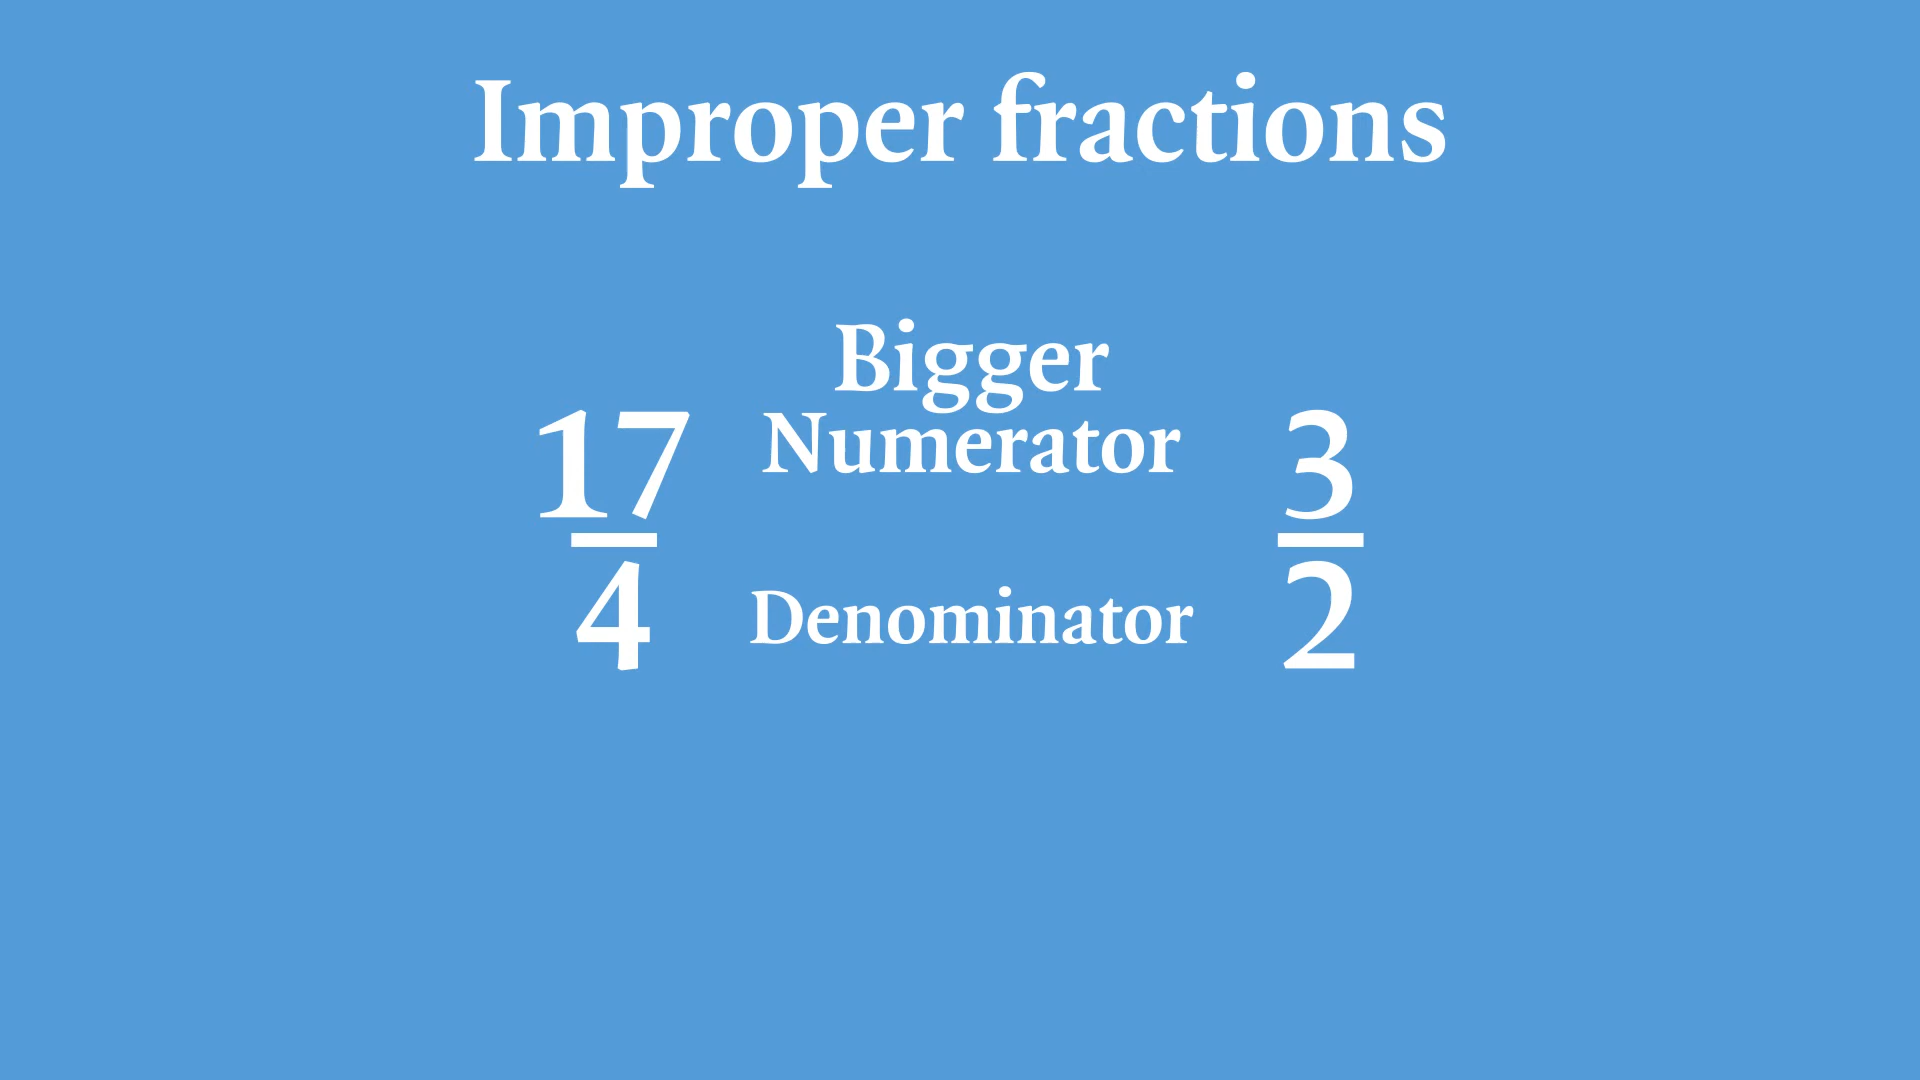 Improper fractions
Bigger
Numerator
17
4
Denominator
3
2